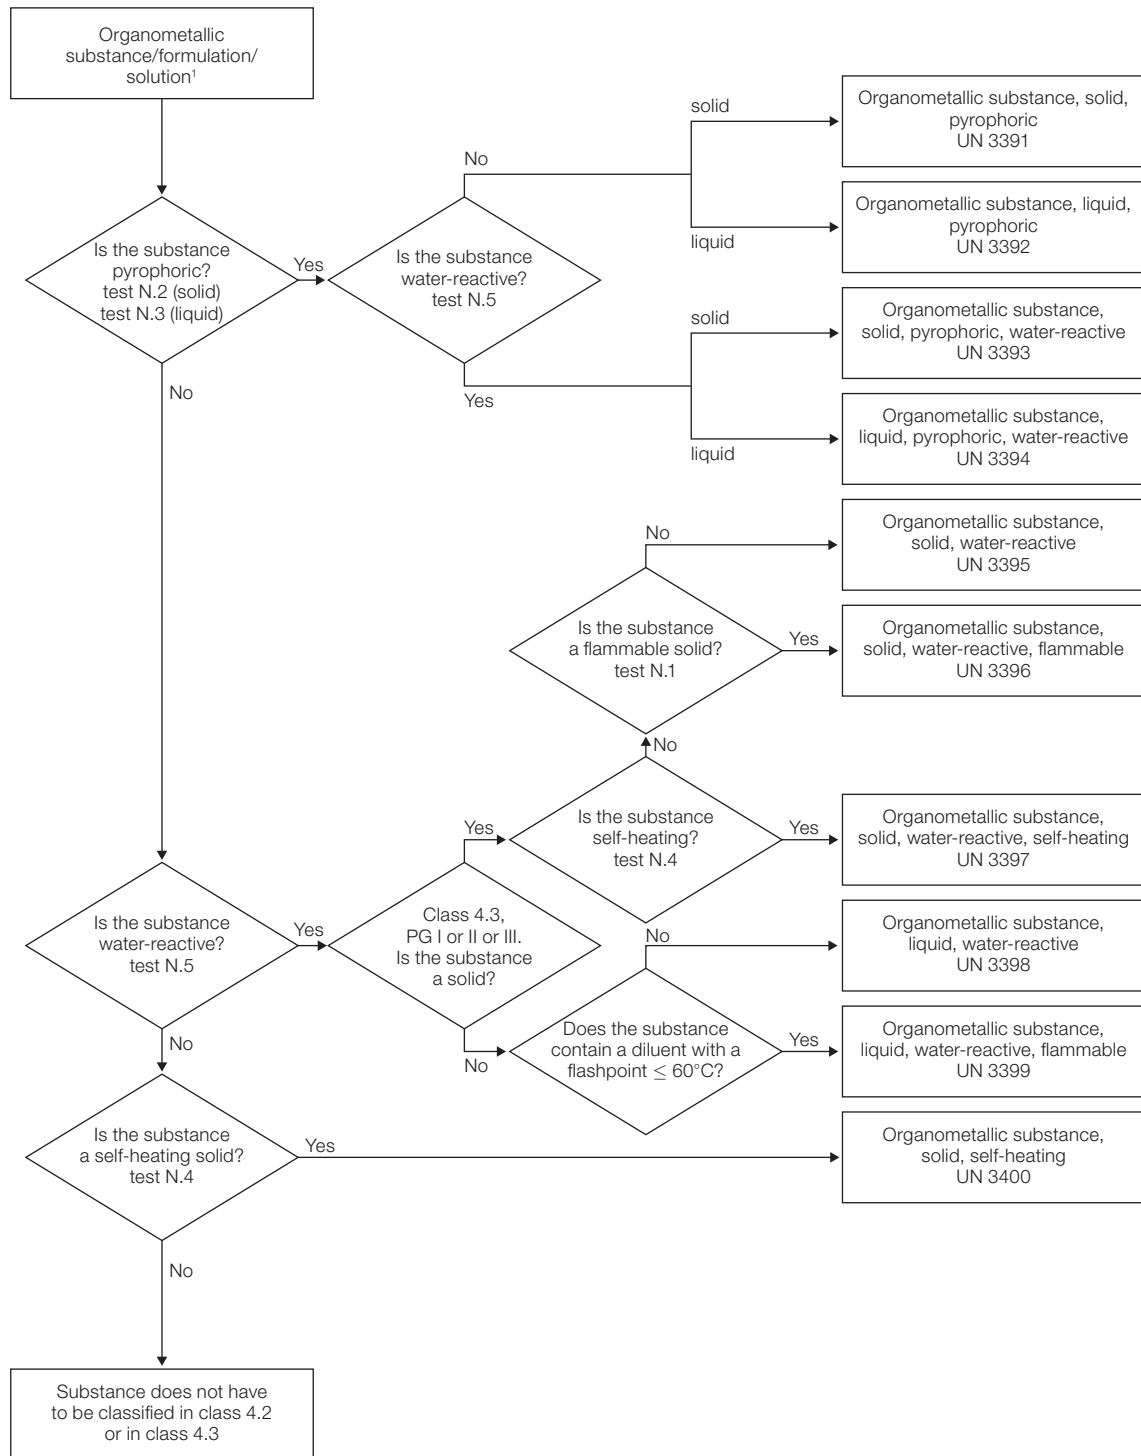 Organometallic
substance/formulation/
solution¹
Is the substance
pyrophoric?
test N.2 (solid)
test N.3 (liquid)
Yes
No
Is the substance
water-reactive?
test N.5
No
Yes
solid
liquid
solid
liquid
Organometallic substance, solid,
pyrophoric
UN 3391
Organometallic substance, liquid,
pyrophoric
UN 3392
Organometallic substance,
solid, pyrophoric, water-reactive
UN 3393
Organometallic substance,
liquid, pyrophoric, water-reactive
UN 3394
No
Organometallic substance,
solid, water-reactive
UN 3395
Is the substance
a flammable solid?
test N.1
Yes
Organometallic substance,
solid, water-reactive, flammable
UN 3396
No
Is the substance
self-heating?
test N.4
Yes
Yes
Organometallic substance,
solid, water-reactive, self-heating
UN 3397
Is the substance
water-reactive?
test N.5
Yes
No
Class 4.3,
PG I or II or III.
Is the substance
a solid?
No
No
Organometallic substance,
liquid, water-reactive
UN 3398
Does the substance
contain a diluent with a
flashpoint ≤ 60°C?
Yes
Organometallic substance,
liquid, water-reactive, flammable
UN 3399
Is the substance
a self-heating solid?
test N.4
Yes
Organometallic substance,
solid, self-heating
UN 3400
No
Substance does not have
to be classified in class 4.2
or in class 4.3